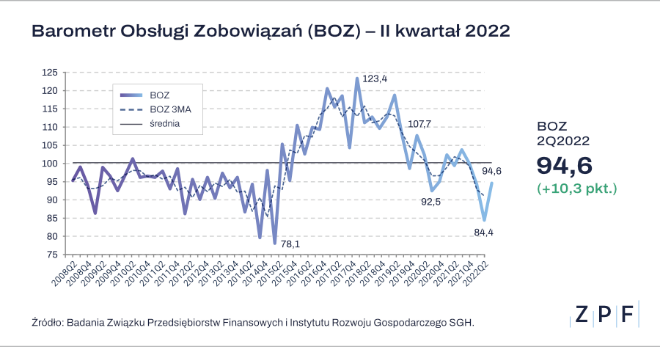 Barometr Obsługi Zobowiązań (BOZ) – II kwartał 2022
125
120
115
110
105
100
95
90
85
80
75
BOZ
BOZ 3MA
średnia
123,4
107,7
94,6
92,5
84,4
78,1
2008Q2
2008Q4
2009Q2
2009Q4
2010Q2
2010Q4
2011Q2
2011Q4
2012Q2
2012Q4
2013Q2
2013Q4
2014Q2
2014Q4
2015Q2
2015Q4
2016Q2
2016Q4
2017Q2
2017Q4
2018Q2
2018Q4
2019Q2
2019Q4
2020Q2
2020Q4
2021Q2
2021Q4
2022Q2
BOZ
2Q2022
94,6
(+10,3 pkt.)
Źródło: Badania Związku Przedsiębiorstw Finansowych i Instytutu Rozwoju Gospodarczego SGH.
ZPF